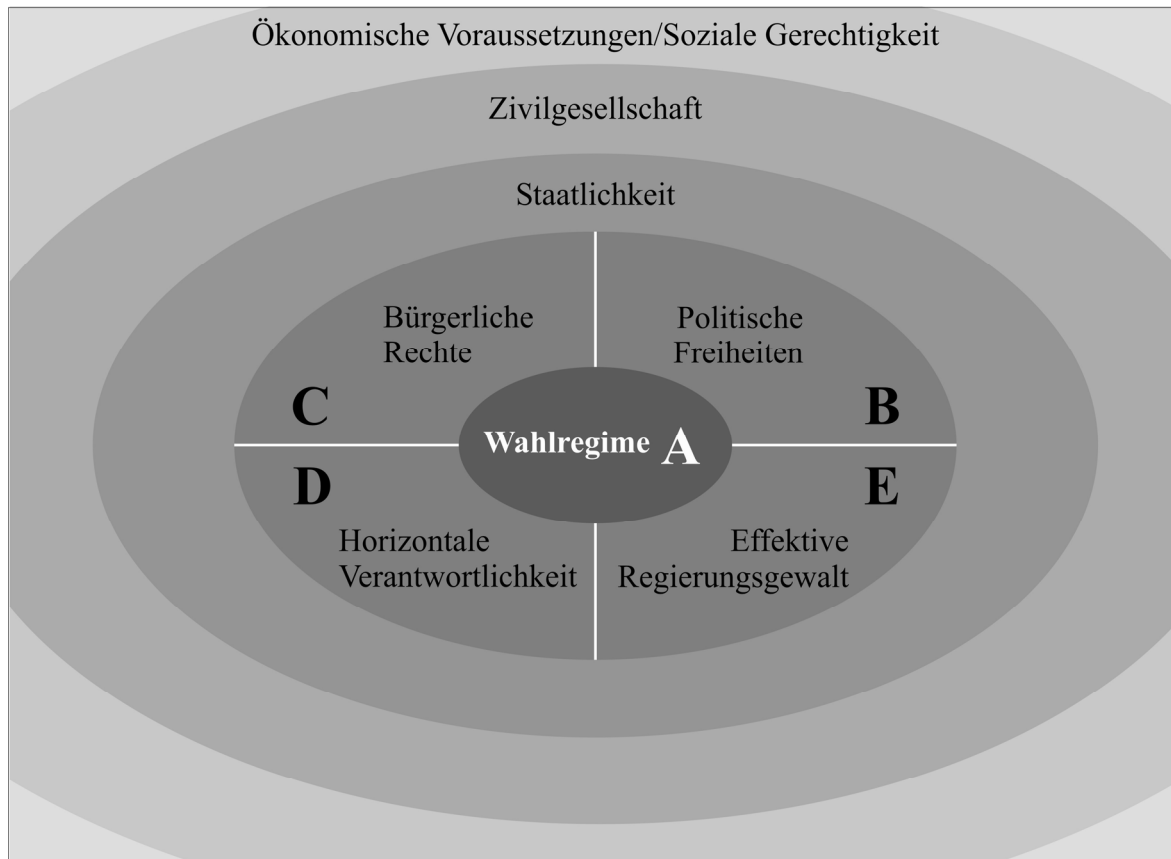 Ökonomische Voraussetzungen/Soziale Gerechtigkeit
Zivilgesellschaft
Staatlichkeit
Bürgerliche
Rechte
Politische
Freiheiten
C
B
Wahlregime A
D
E
Horizontale
Verantwortlichkeit
Effektive
Regierungsgewalt